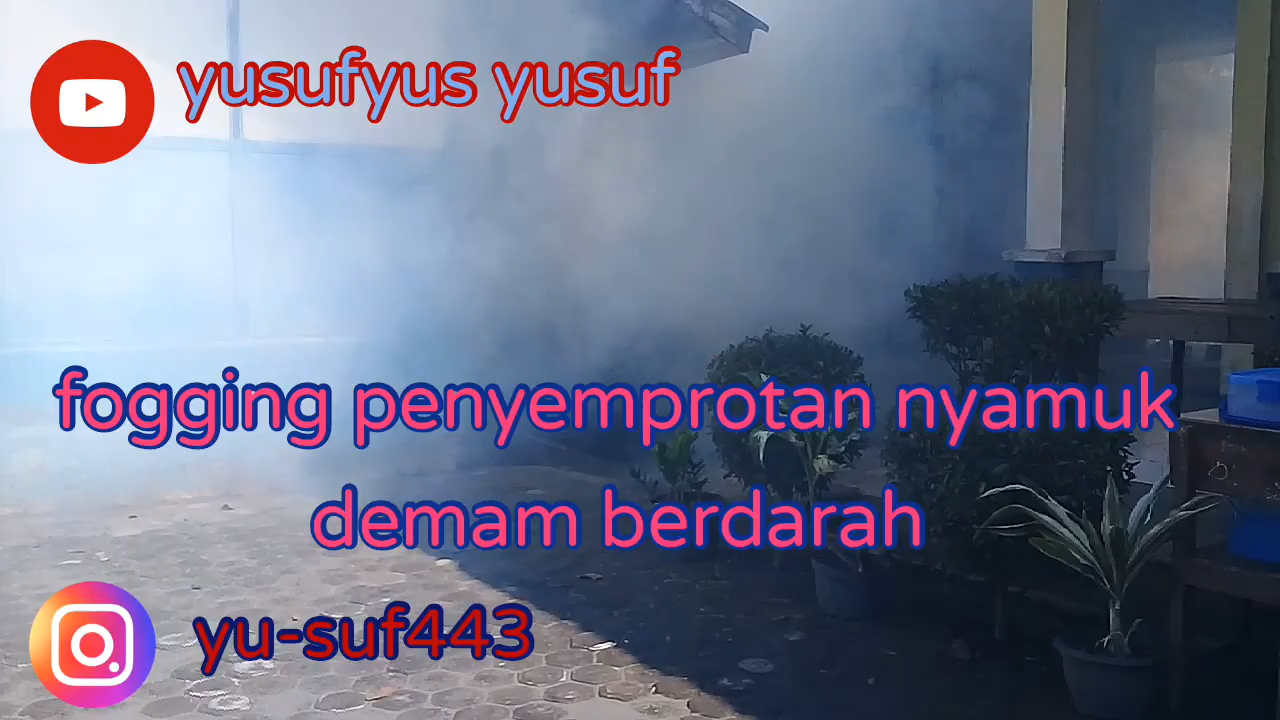 yusufyus yusuf
fogging penyemprotan nyamuk
demam berdarah
yu-suf443